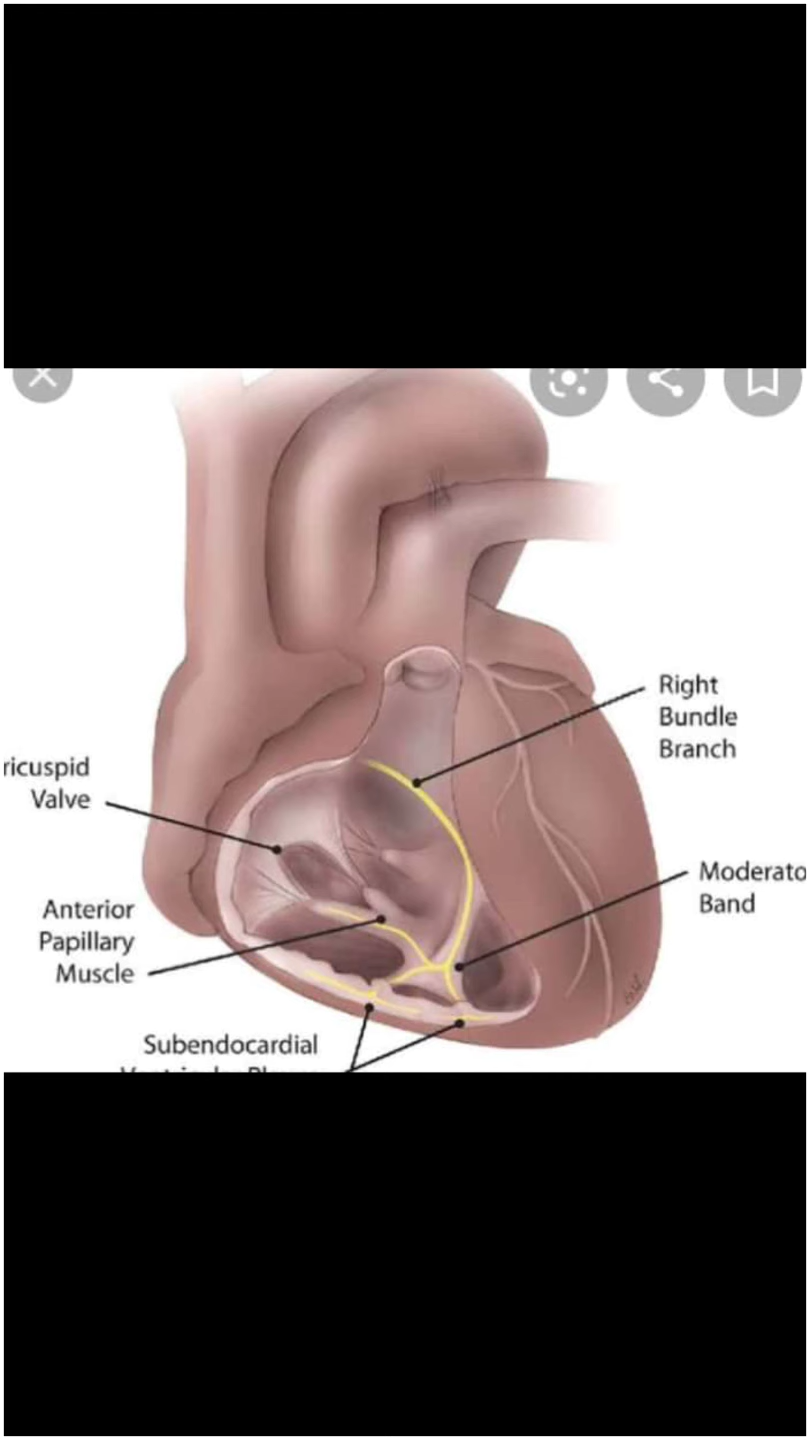 Right
Bundle
Branch
ricuspid
Valve
Moderato
Band
Anterior
Papillary
Muscle
Subendocardial